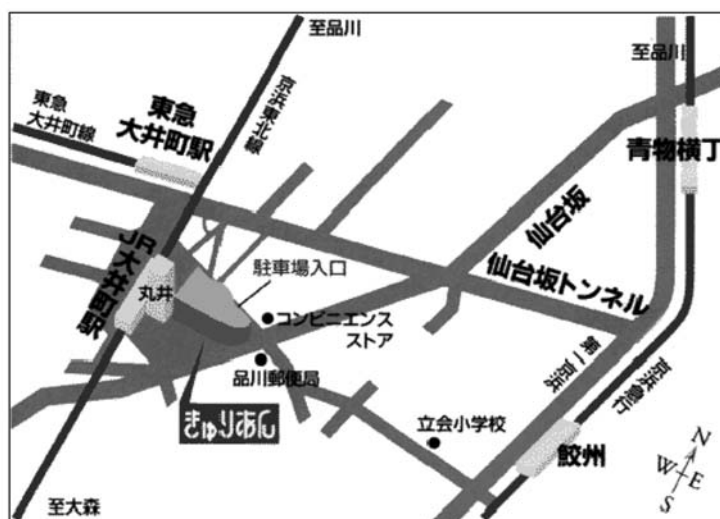 至品川
至品川
京浜東北線
東急
大井町線
東急
大井町駅
青物横丁
仙台坂
仙台坂トンネル
JR大井町駅
丸井
駐車場入口
コンビニエンス
ストア
品川郵便局
きゅりあん
第一京浜
京浜急行
立会小学校
鮫州
至大森
N
W
E
S